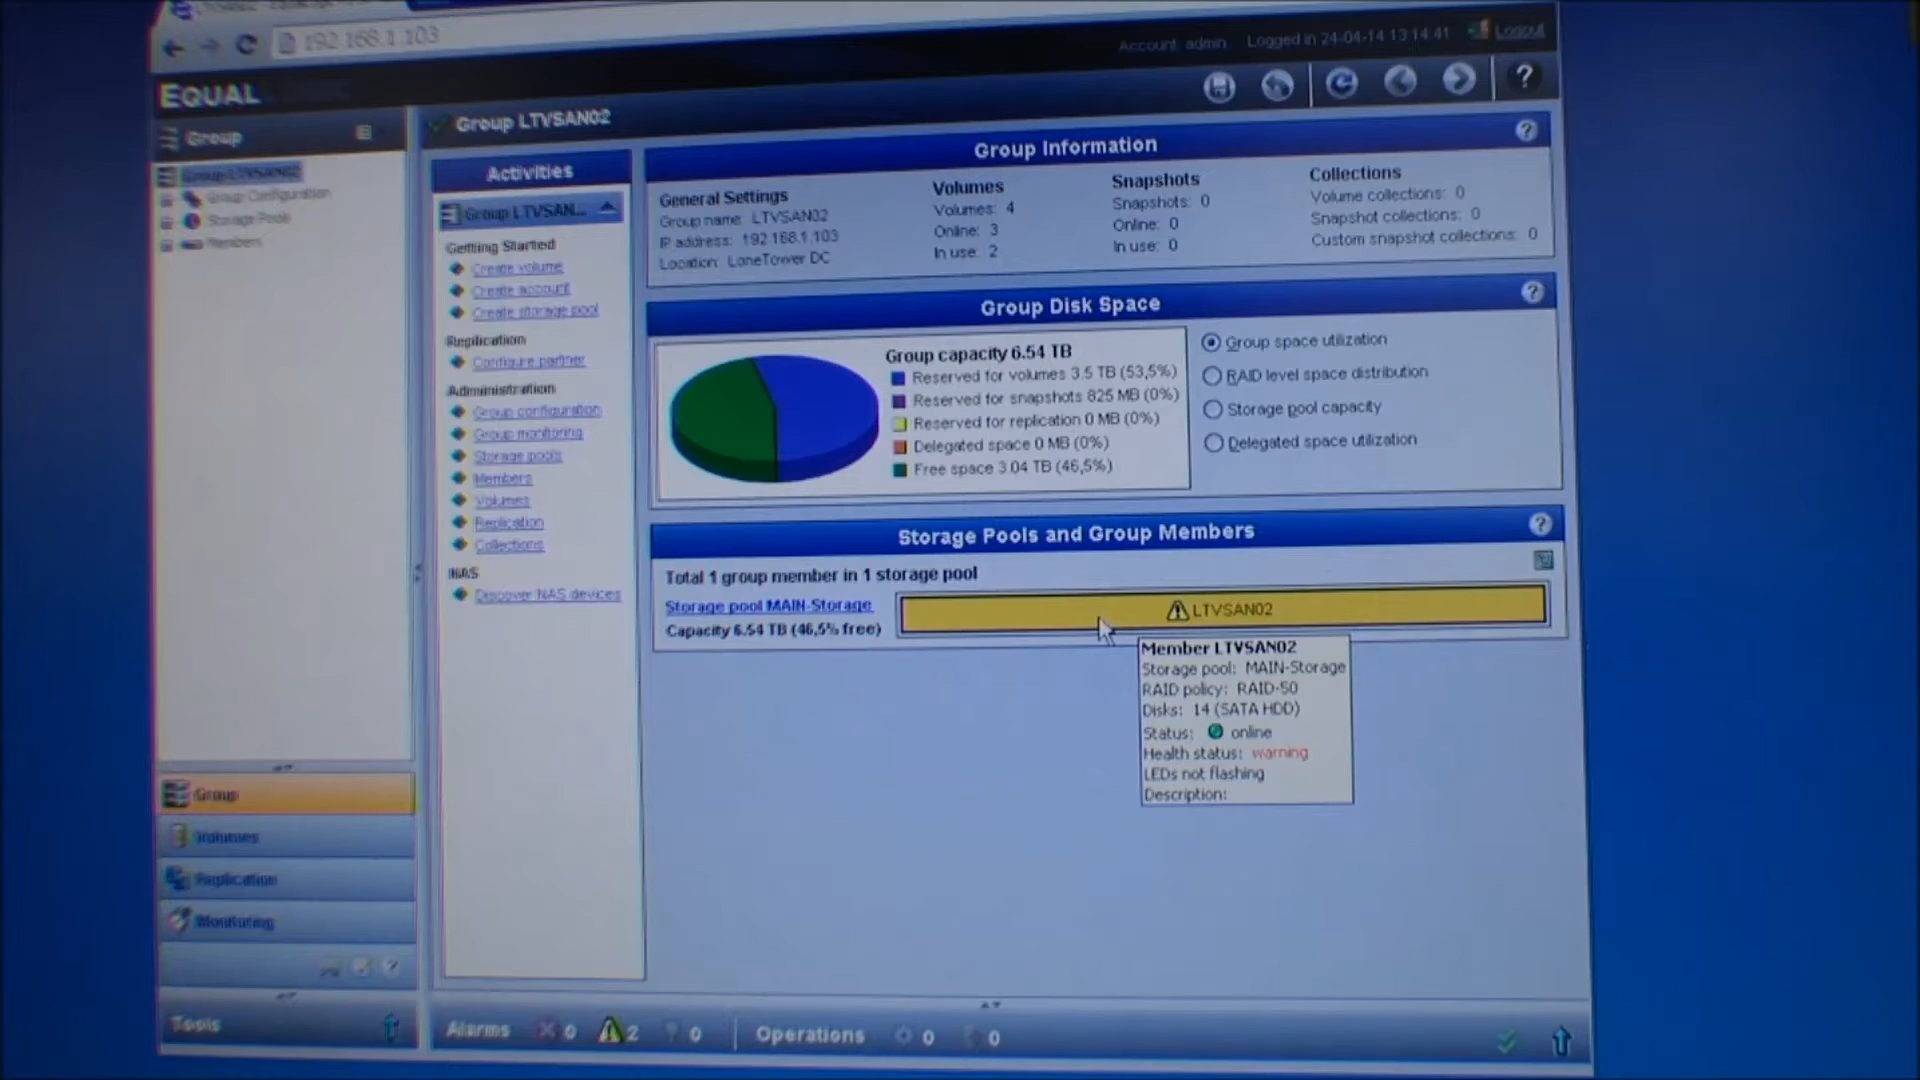 192.168.1.103
Account: admin Logged in 24-04-14 13:14:41 Logout
EQUAL
Group
Group LTVSAN02
Group LTVSAN02
Group Configuration
Storage Pools
Members
Activities
Group LTVSAN...
Getting Started
Create volume
Create account
Create storage pool
Replication
Configure partner
Administration
Group configuration
Group monitoring
Storage pools
Members
Volumes
Replication
Collections
NAS
Discover NAS devices
Group Information
General Settings
Group name: LTVSAN02
IP address: 192.168.1.103
Location: LoneTower DC
Volumes
Volumes: 4
Online: 3
In use: 2
Snapshots
Snapshots: 0
Online: 0
In use: 0
Collections
Volume collections: 0
Snapshot collections: 0
Custom snapshot collections: 0
Group Disk Space
Group capacity 6.54 TB
Reserved for volumes 3.5 TB (53,5%)
Reserved for snapshots 825 MB (0%)
Reserved for replication 0 MB (0%)
Delegated space 0 MB (0%)
Free space 3.04 TB (46,5%)
Group space utilization
RAID level space distribution
Storage pool capacity
Delegated space utilization
Storage Pools and Group Members
Total 1 group member in 1 storage pool
Storage pool MAIN-Storage
Capacity 6.54 TB (46,5% free)
LTVSAN02
Member LTVSAN02
Storage pool: MAIN-Storage
RAID policy: RAID-50
Disks: 14 (SATA HDD)
Status: online
Health status: warning
LEDs not flashing
Description:
Group
Volumes
Replication
Monitoring
Tools
Alarms 0 2 0 Operations 0 0